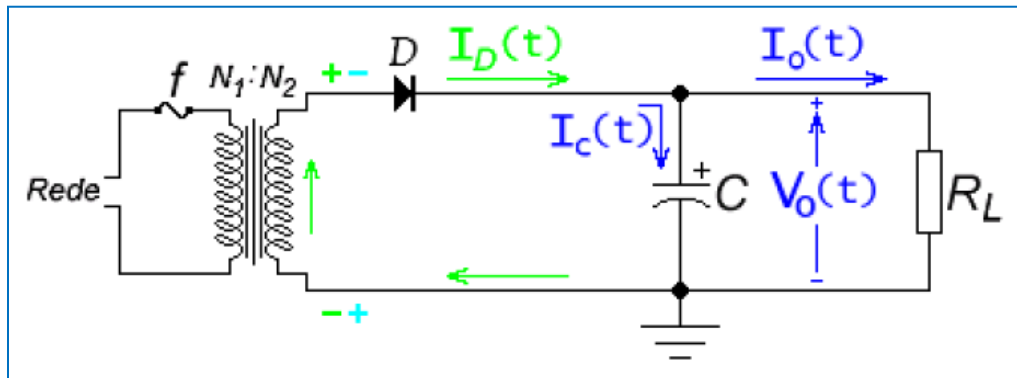 f
N1:N2
+ -
D
ID(t)
Io(t)
Rede
Ic(t)
+
C
+
Vo(t)
-
RL
- +